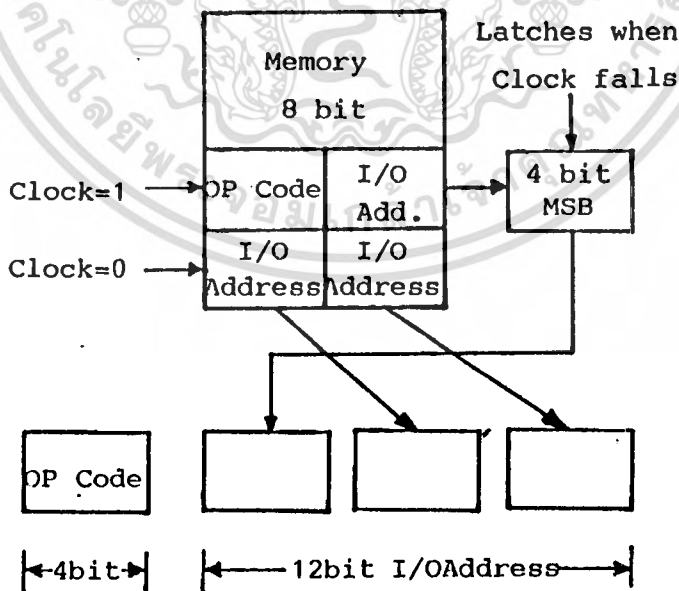 Latches when
Clock falls
Memory
8 bit
Clock=1
OP Code
I/O
Add.
4 bit
MSB
Clock=0
I/O
Address
I/O
Address
OP Code
4bit
12bit I/OAddress